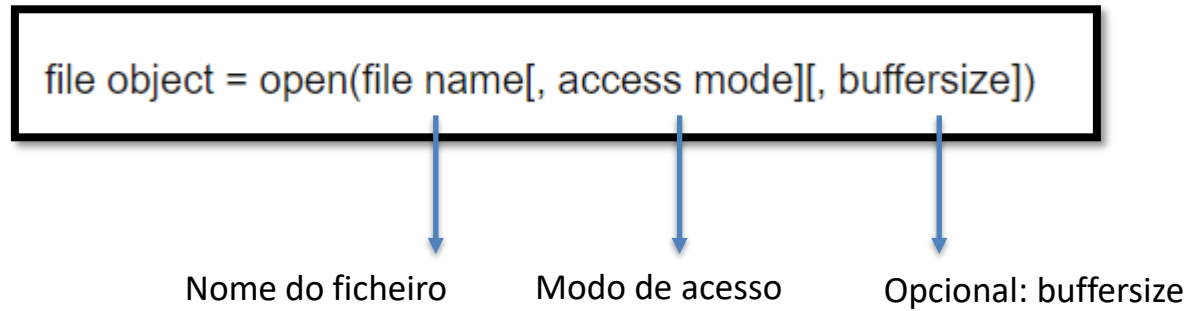 file object = open(file name[, access mode][, buffersize])
Nome do ficheiro Modo de acesso Opcional: buffersize